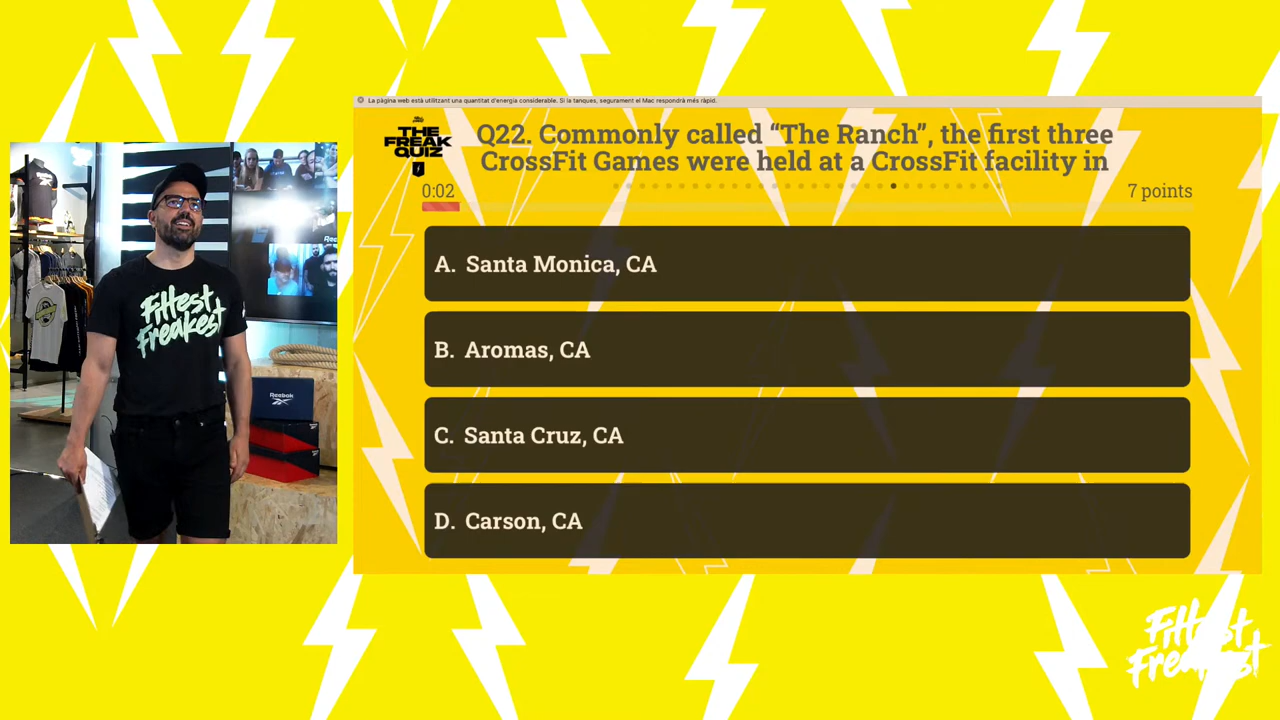 La pàgina web està utilitzant una quantitat d'energia considerable. Si la tanques, segurament el Mac respondrà més ràpid.
THE
FREAK
QUIZ
Q22. Commonly called “The Ranch”, the first three
CrossFit Games were held at a CrossFit facility in
0:02
7 points
A. Santa Monica, CA
B. Aromas, CA
C. Santa Cruz, CA
D. Carson, CA
Fittest
Freakest
Reebok
Fittest
Freakest